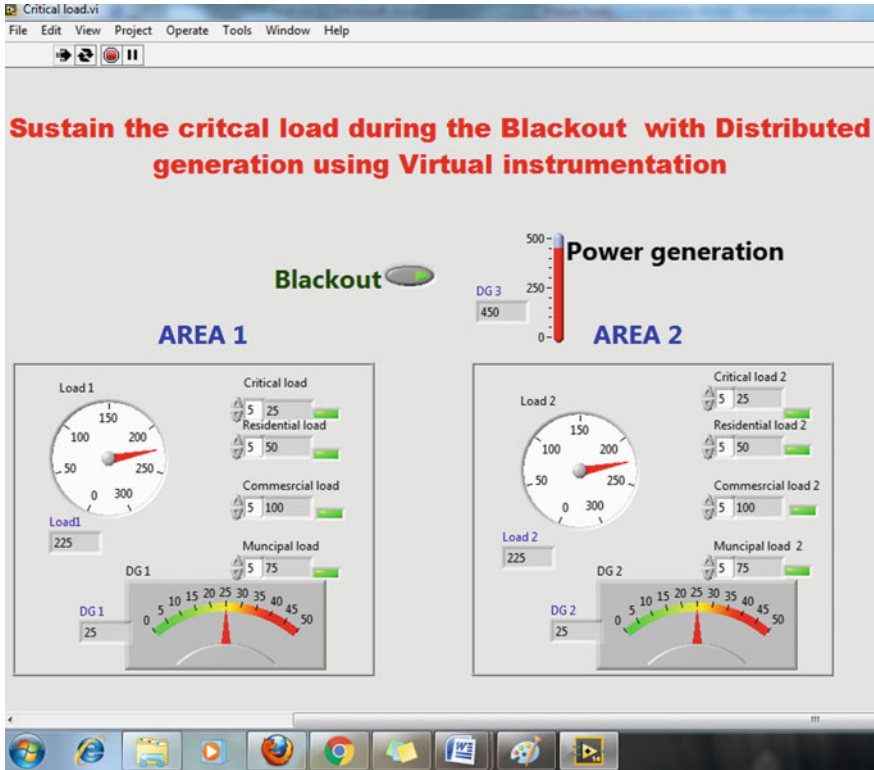 Critical load.vi
File Edit View Project Operate Tools Window Help
Sustain the critcal load during the Blackout with Distributed
generation using Virtual instrumentation
Blackout
500
250
0
Power generation
DG 3
450
AREA 1
AREA 2
Load 1
0
50
100
150
200
250
300
Load1
225
Critical load
5 25
Residential load
5 50
Commesrcial load
5 100
Muncipal load
5 75
DG 1
0 5 10 15 20 25 30 35 40 45 50
DG 1
25
Load 2
0
50
100
150
200
250
300
Load 2
225
Critical load 2
5 25
Residential load 2
5 50
Commesrcial load 2
5 100
Muncipal load 2
5 75
DG 2
0 5 10 15 20 25 30 35 40 45 50
DG 2
25
14